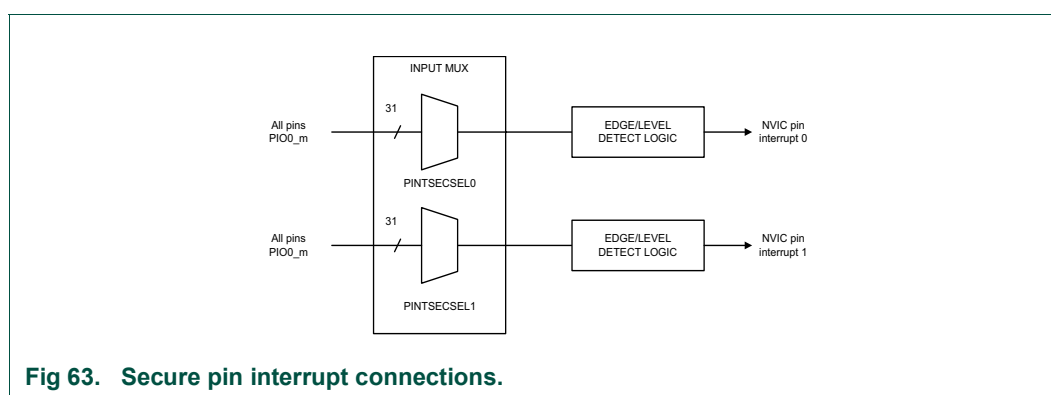 INPUT MUX
31
All pins
PIO0_m
PINTSECSEL0
EDGE/LEVEL
DETECT LOGIC
NVIC pin
interrupt 0
31
All pins
PIO0_m
PINTSECSEL1
EDGE/LEVEL
DETECT LOGIC
NVIC pin
interrupt 1
Fig 63. Secure pin interrupt connections.